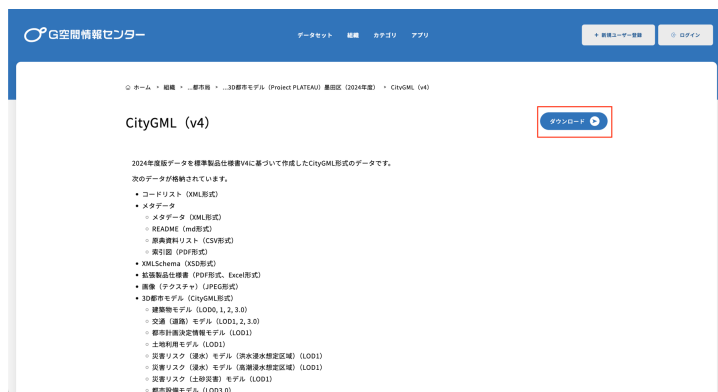 G空間情報センター
データセット 組織 カテゴリ アプリ
+ 新規ユーザー登録
ログイン
ホーム • 組織 • ...都市局 • ...3D都市モデル（Project PLATEAU）墨田区（2024年度） • CityGML（v4）
CityGML（v4）
ダウンロード
2024年度版データを標準製品仕様書V4に基づいて作成したCityGML形式のデータです。
次のデータが格納されています。
• コードリスト（XML形式）
• メタデータ
◦ メタデータ（XML形式）
◦ README（md形式）
◦ 原典資料リスト（CSV形式）
◦ 索引図（PDF形式）
• XMLSchema（XSD形式）
• 拡張製品仕様書（PDF形式、Excel形式）
• 画像（テクスチャ）（JPEG形式）
• 3D都市モデル（CityGML形式）
◦ 建築物モデル（LOD0, 1, 2, 3.0）
◦ 交通（道路）モデル（LOD1, 2, 3.0）
◦ 都市計画決定情報モデル（LOD1）
◦ 土地利用モデル（LOD1）
◦ 災害リスク（浸水）モデル（洪水浸水想定区域）（LOD1）
◦ 災害リスク（浸水）モデル（高潮浸水想定区域）（LOD1）
◦ 災害リスク（土砂災害）モデル（LOD1）
◦ 都市設備モデル（LOD3.0）